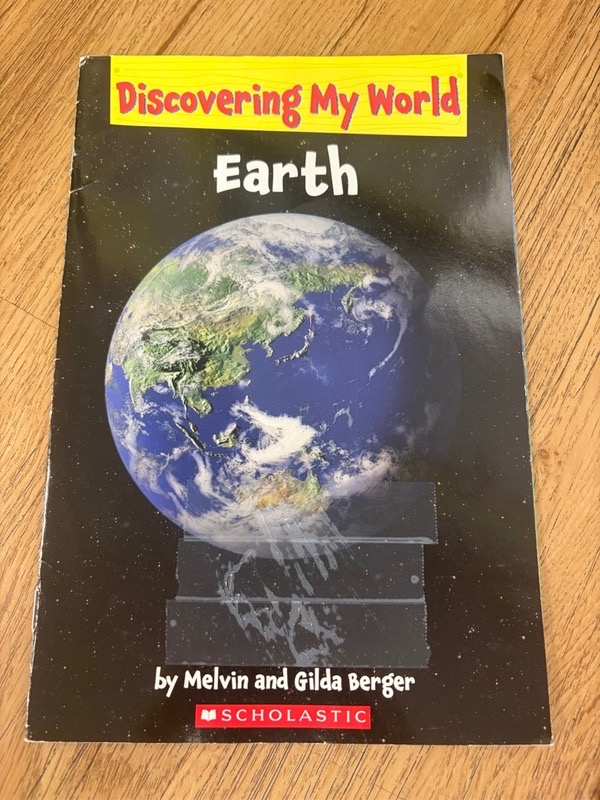 Discovering My World
Earth
by Melvin and Gilda Berger
SCHOLASTIC